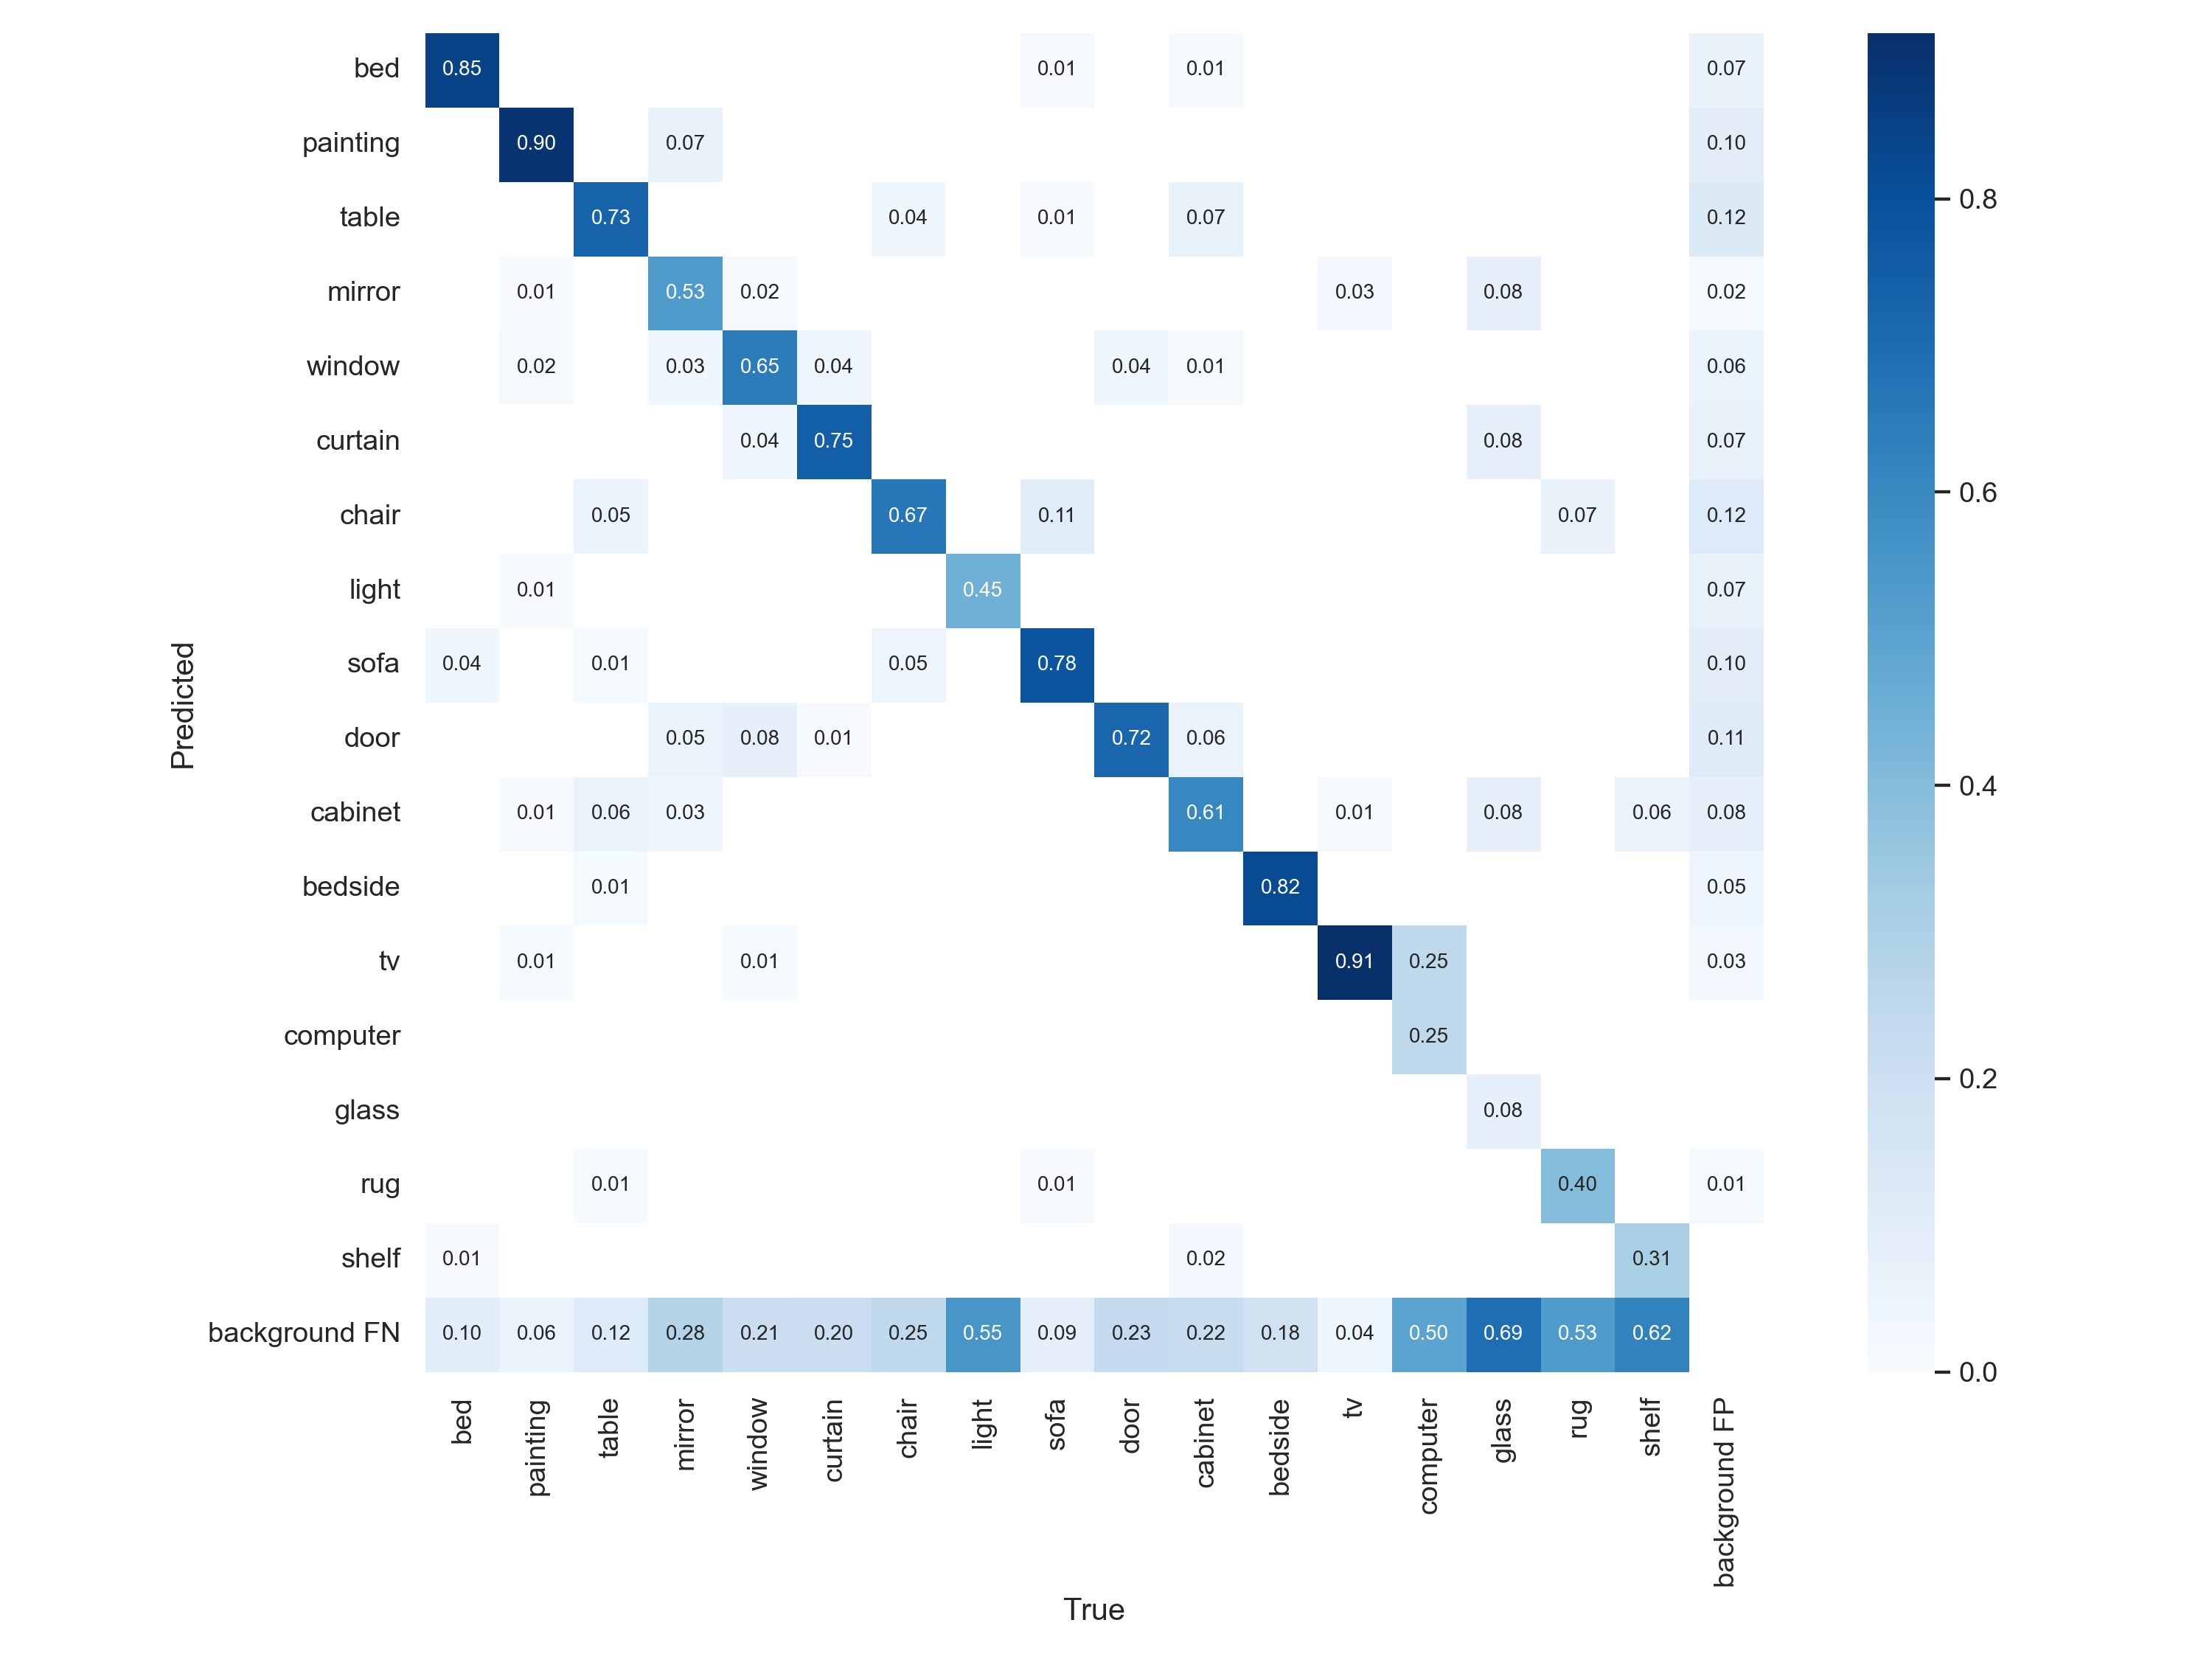 bed 0.85 0.01 0.01 0.07
painting 0.90 0.07 0.10
0.8
table 0.73 0.04 0.01 0.07 0.12
mirror 0.01 0.53 0.02 0.03 0.08 0.02
window 0.02 0.03 0.65 0.04 0.04 0.01 0.06
curtain 0.04 0.75 0.08 0.07
0.6
chair 0.05 0.67 0.11 0.07 0.12
light 0.01 0.45 0.07
sofa 0.04 0.01 0.05 0.78 0.10
Predicted
door 0.05 0.08 0.01 0.72 0.06 0.11
0.4
cabinet 0.01 0.06 0.03 0.61 0.01 0.08 0.06 0.08
bedside 0.01 0.82 0.05
tv 0.01 0.01 0.91 0.25 0.03
computer 0.25
0.2
glass 0.08
rug 0.01 0.01 0.40 0.01
shelf 0.01 0.02 0.31
background FN 0.10 0.06 0.12 0.28 0.21 0.20 0.25 0.55 0.09 0.23 0.22 0.18 0.04 0.50 0.69 0.53 0.62
0.0
bed painting table mirror window curtain chair light sofa door cabinet bedside tv computer glass rug shelf background FP
True